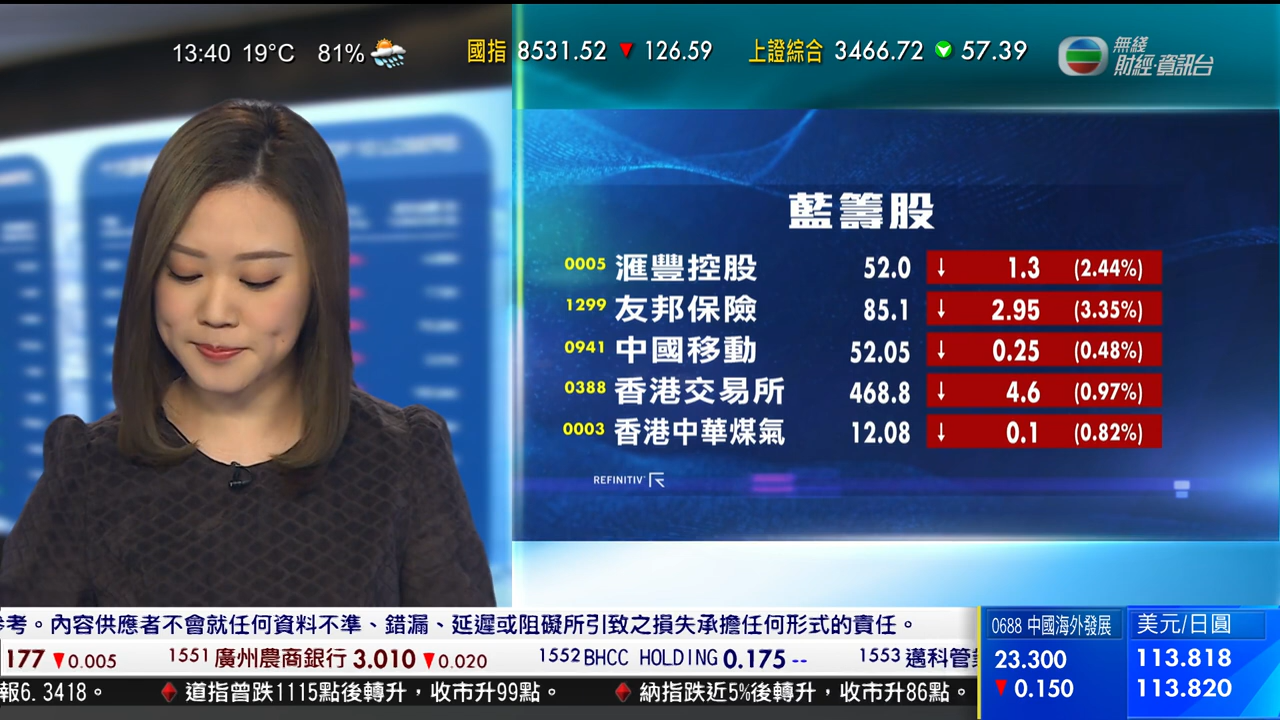 13:40 19°C 81% 國指 8531.52 ▼ 126.59 上證綜合 3466.72 57.39
無綫
財經·資訊台
藍籌股
0005 滙豐控股 52.0 ↓ 1.3 (2.44%)
1299 友邦保險 85.1 ↓ 2.95 (3.35%)
0941 中國移動 52.05 ↓ 0.25 (0.48%)
0388 香港交易所 468.8 ↓ 4.6 (0.97%)
0003 香港中華煤氣 12.08 ↓ 0.1 (0.82%)
REFINITIV
考。內容供應者不會就任何資料不準、錯漏、延遲或阻礙所引致之損失承擔任何形式的責任。
177 ▼0.005 1551 廣州農商銀行 3.010 ▼0.020 1552 BHCC HOLDING 0.175 -- 1553 邁科管業
報6.3418。 道指曾跌1115點後轉升，收市升99點。 納指跌近5%後轉升，收市升86點。
0688 中國海外發展
23.300
▼ 0.150
美元/日圓
113.818
113.820